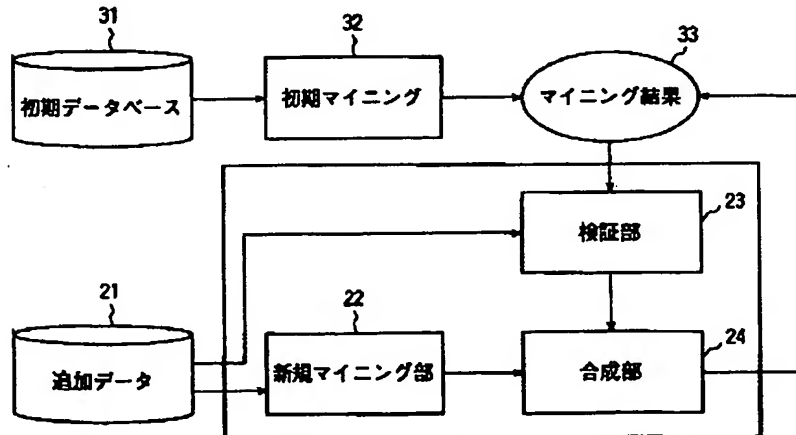 31
32
33
初期データベース
初期マイニング
マイニング結果
23
検証部
21
22
24
追加データ
新規マイニング部
合成部